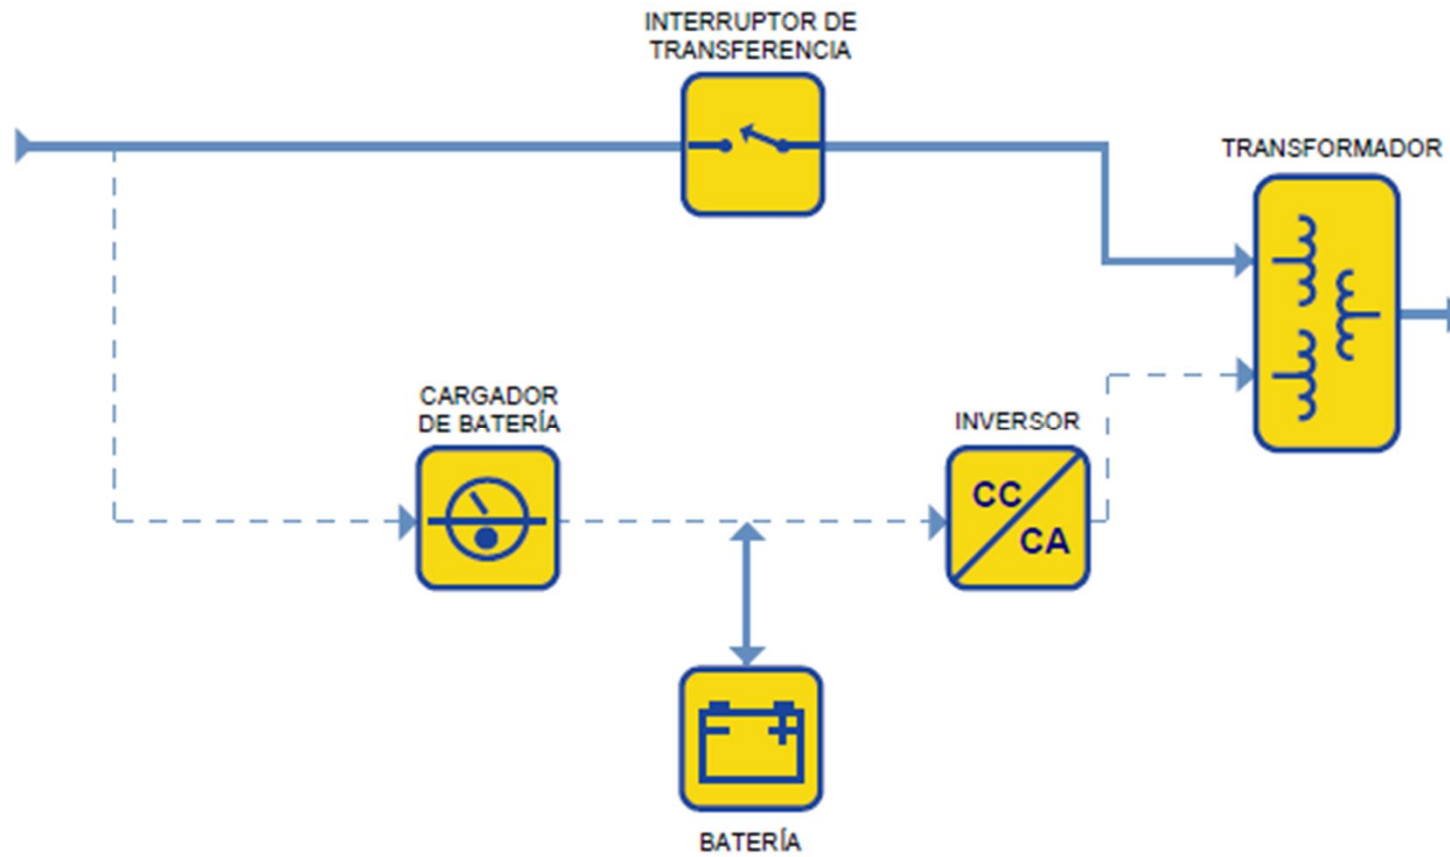 INTERRUPTOR DE
TRANSFERENCIA
TRANSFORMADOR
CARGADOR
DE BATERÍA
INVERSOR
CC
CA
BATERÍA